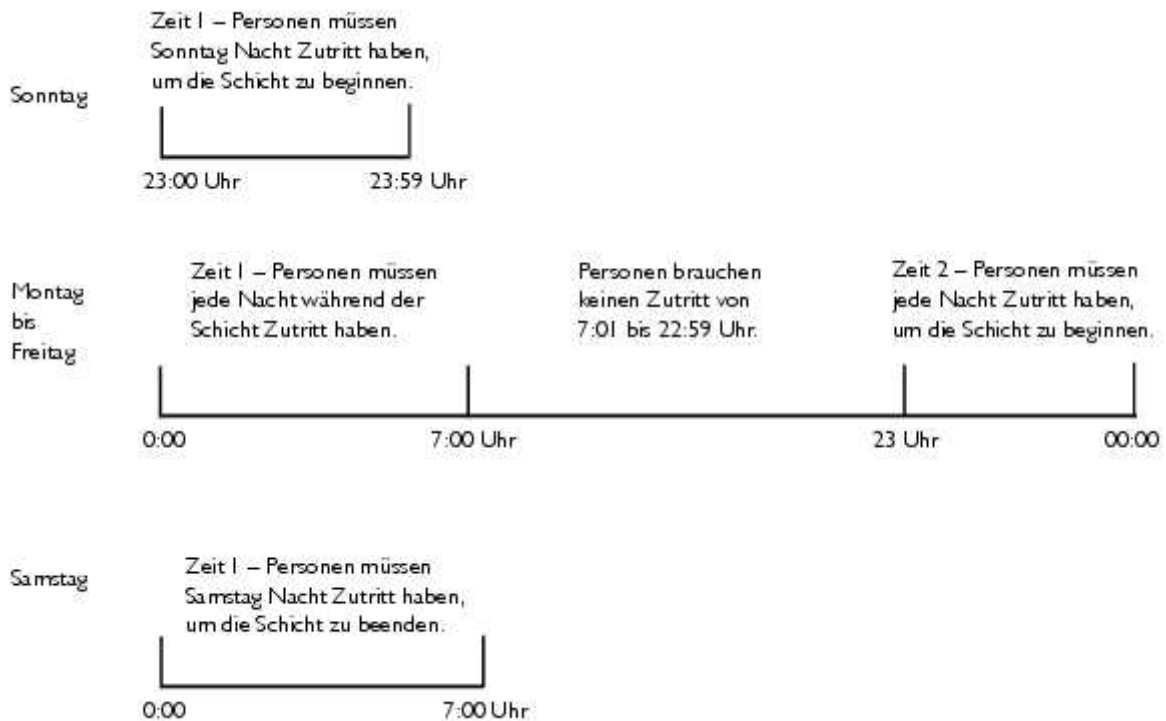 Zeit 1 – Personen müssen
Sonntag Nacht Zutritt haben,
um die Schicht zu beginnen.
Sonntag
23:00 Uhr
23:59 Uhr
Montag
bis
Freitag
Zeit 1 – Personen müssen
jede Nacht während der
Schicht Zutritt haben.
Personen brauchen
keinen Zutritt von
7:01 bis 22:59 Uhr.
Zeit 2 – Personen müssen
jede Nacht Zutritt haben,
um die Schicht zu beginnen.
0:00
7:00 Uhr
23 Uhr
00:00
Samstag
Zeit 1 – Personen müssen
Samstag Nacht Zutritt haben,
um die Schicht zu beenden.
0:00
7:00 Uhr